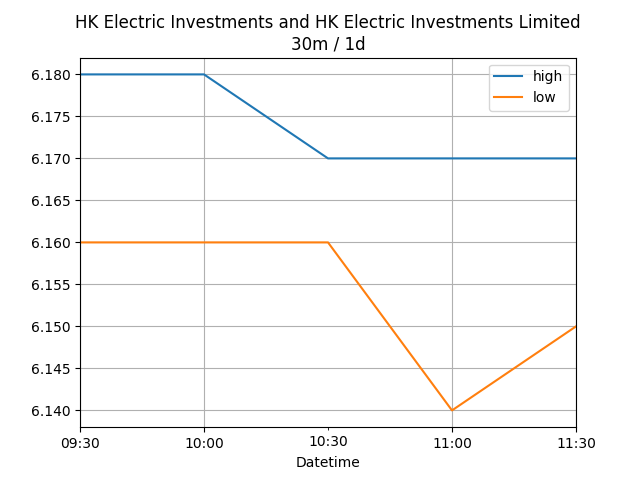 HK Electric Investments and HK Electric Investments Limited
30m / 1d
high
low
6.180
6.175
6.170
6.165
6.160
6.155
6.150
6.145
6.140
09:30 10:00 10:30 11:00 11:30
Datetime